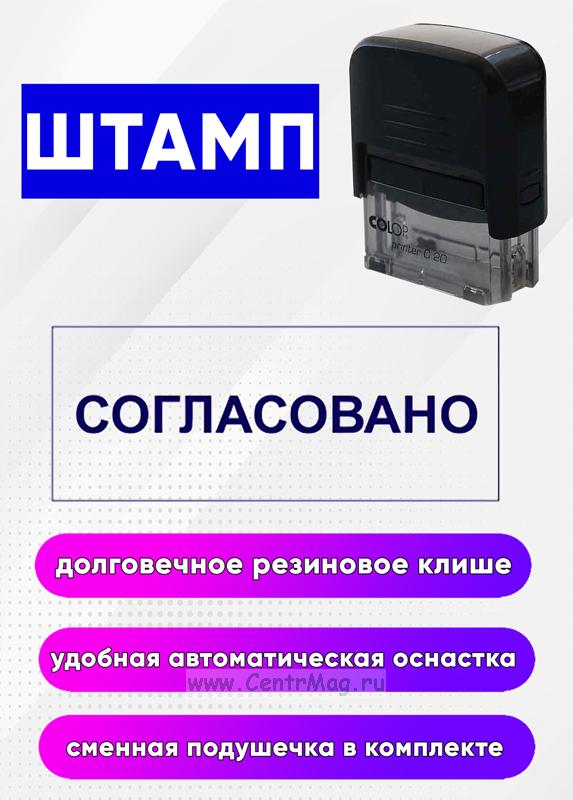 ШТАМП
COLOP
printer C 20
СОГЛАСОВАНО
долговечное резиновое клише
удобная автоматическая оснастка
www.CentrMag.ru
сменная подушечка в комплекте